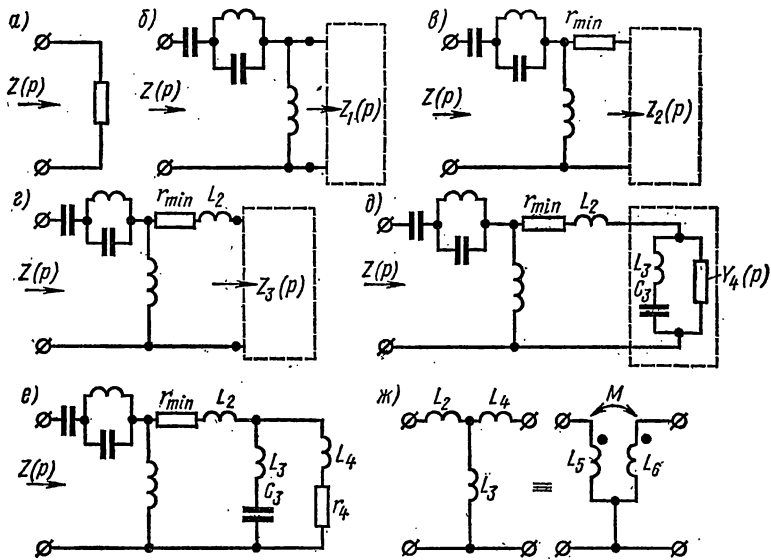 а)
Z(p)
б)
Z(p)
Z₁(p)
в)
r_min
Z(p)
Z₂(p)
г)
r_min
L₂
Z(p)
Z₃(p)
д)
r_min
L₂
Z(p)
L₃
C₃
Y₄(p)
е)
r_min
L₂
Z(p)
L₃
C₃
L₄
r₄
ж)
L₂
L₄
L₃
≡
M
L₅
L₆